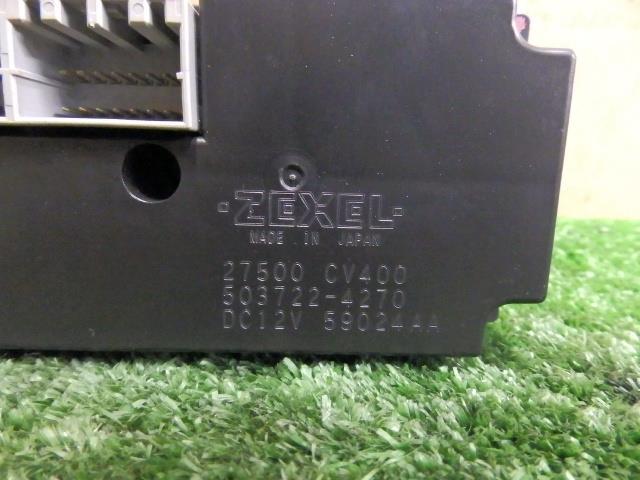 ZEXEL
MADE IN JAPAN
27500 CV400
503722-4270
DC12V 59024AA